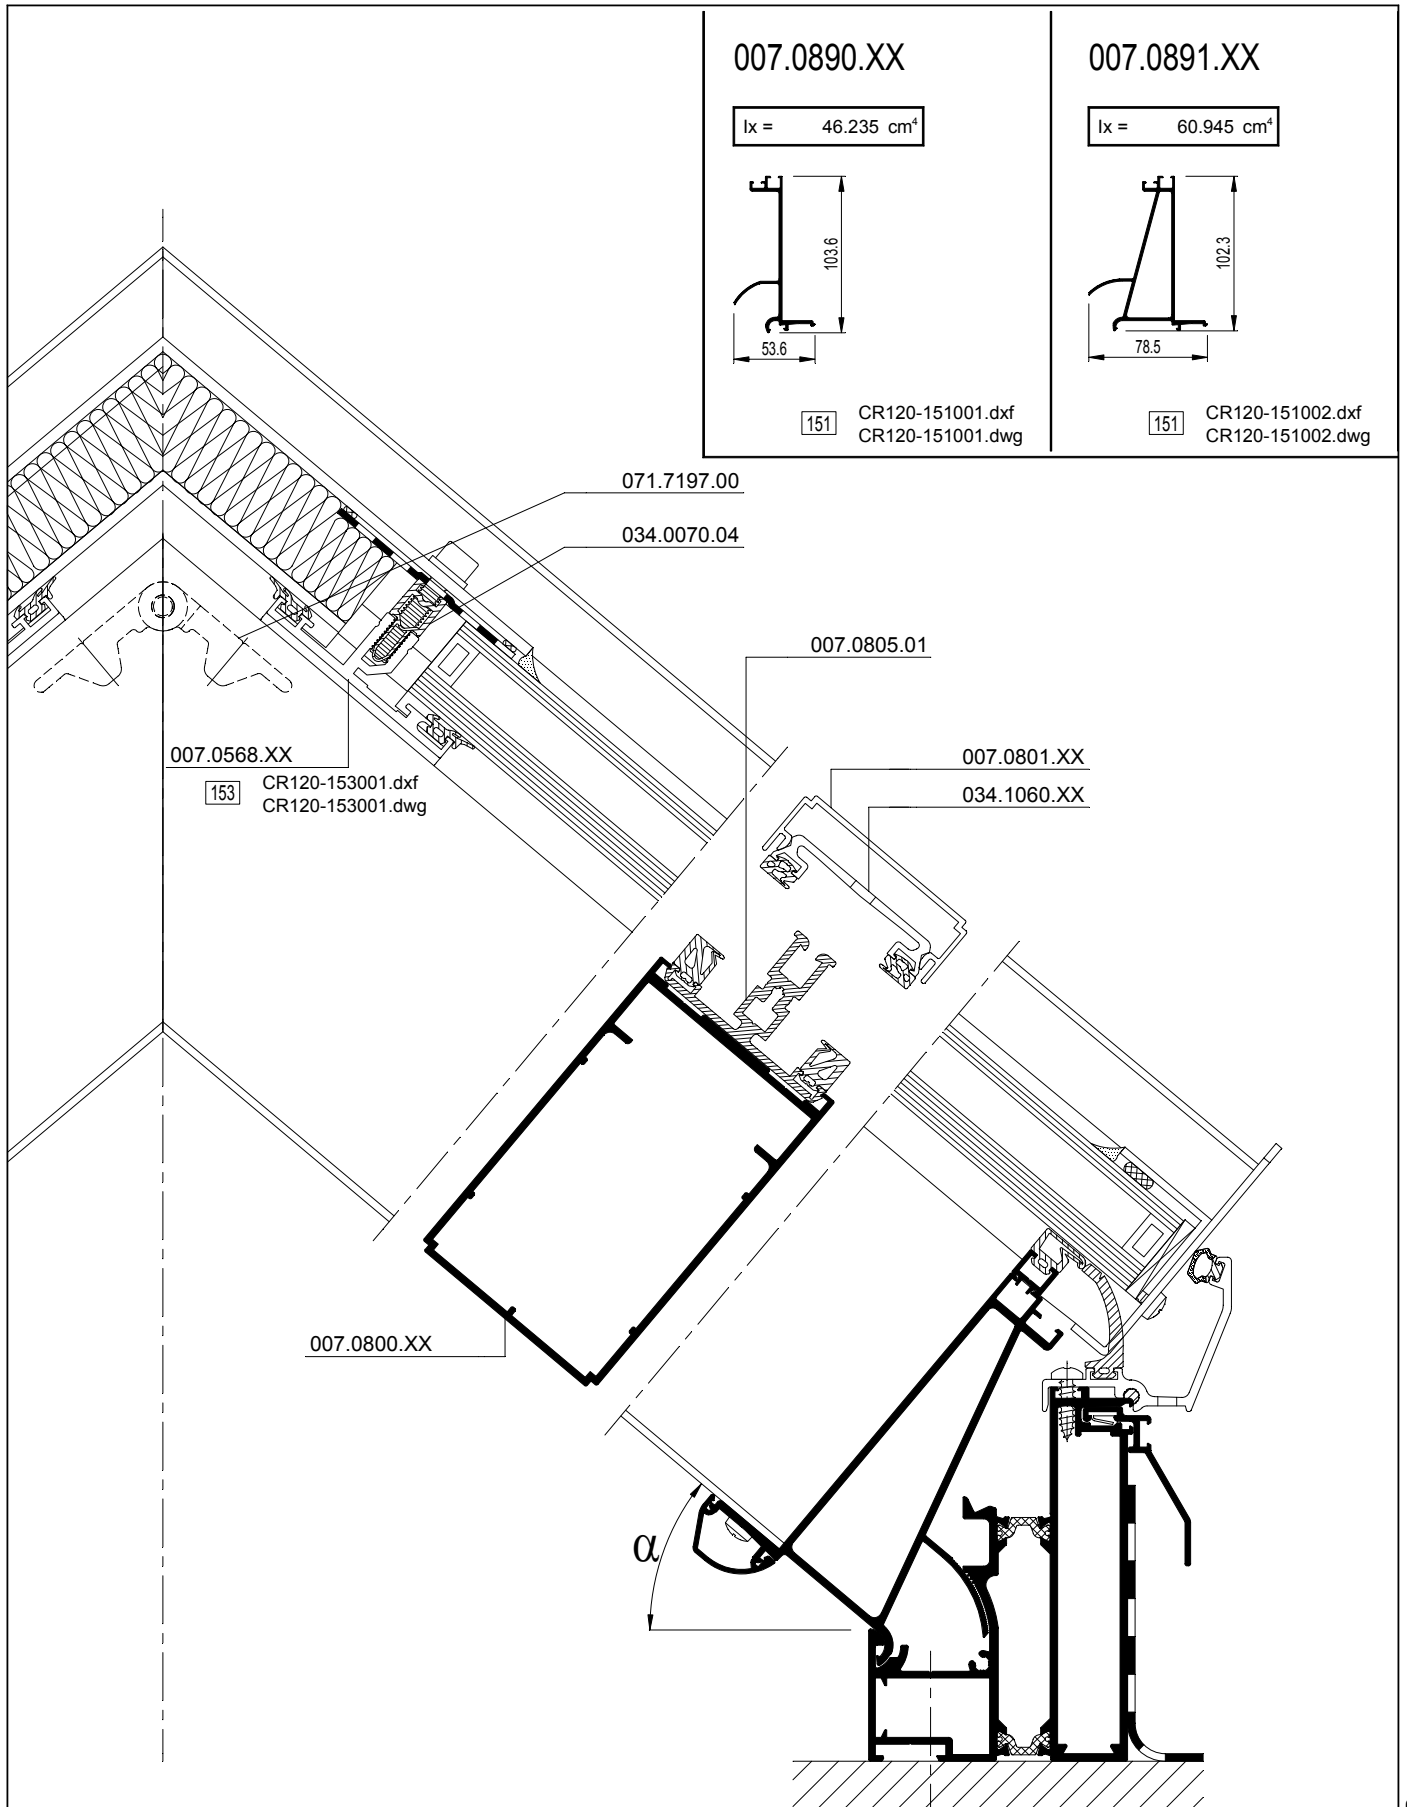 007.0890.XX
Ix = 46.235 cm⁴
103.6
53.6
151
CR120-151001.dxf
CR120-151001.dwg
007.0891.XX
Ix = 60.945 cm⁴
102.3
78.5
151
CR120-151002.dxf
CR120-151002.dwg
071.7197.00
034.0070.04
007.0805.01
007.0568.XX
153
CR120-153001.dxf
CR120-153001.dwg
007.0801.XX
034.1060.XX
007.0800.XX
α